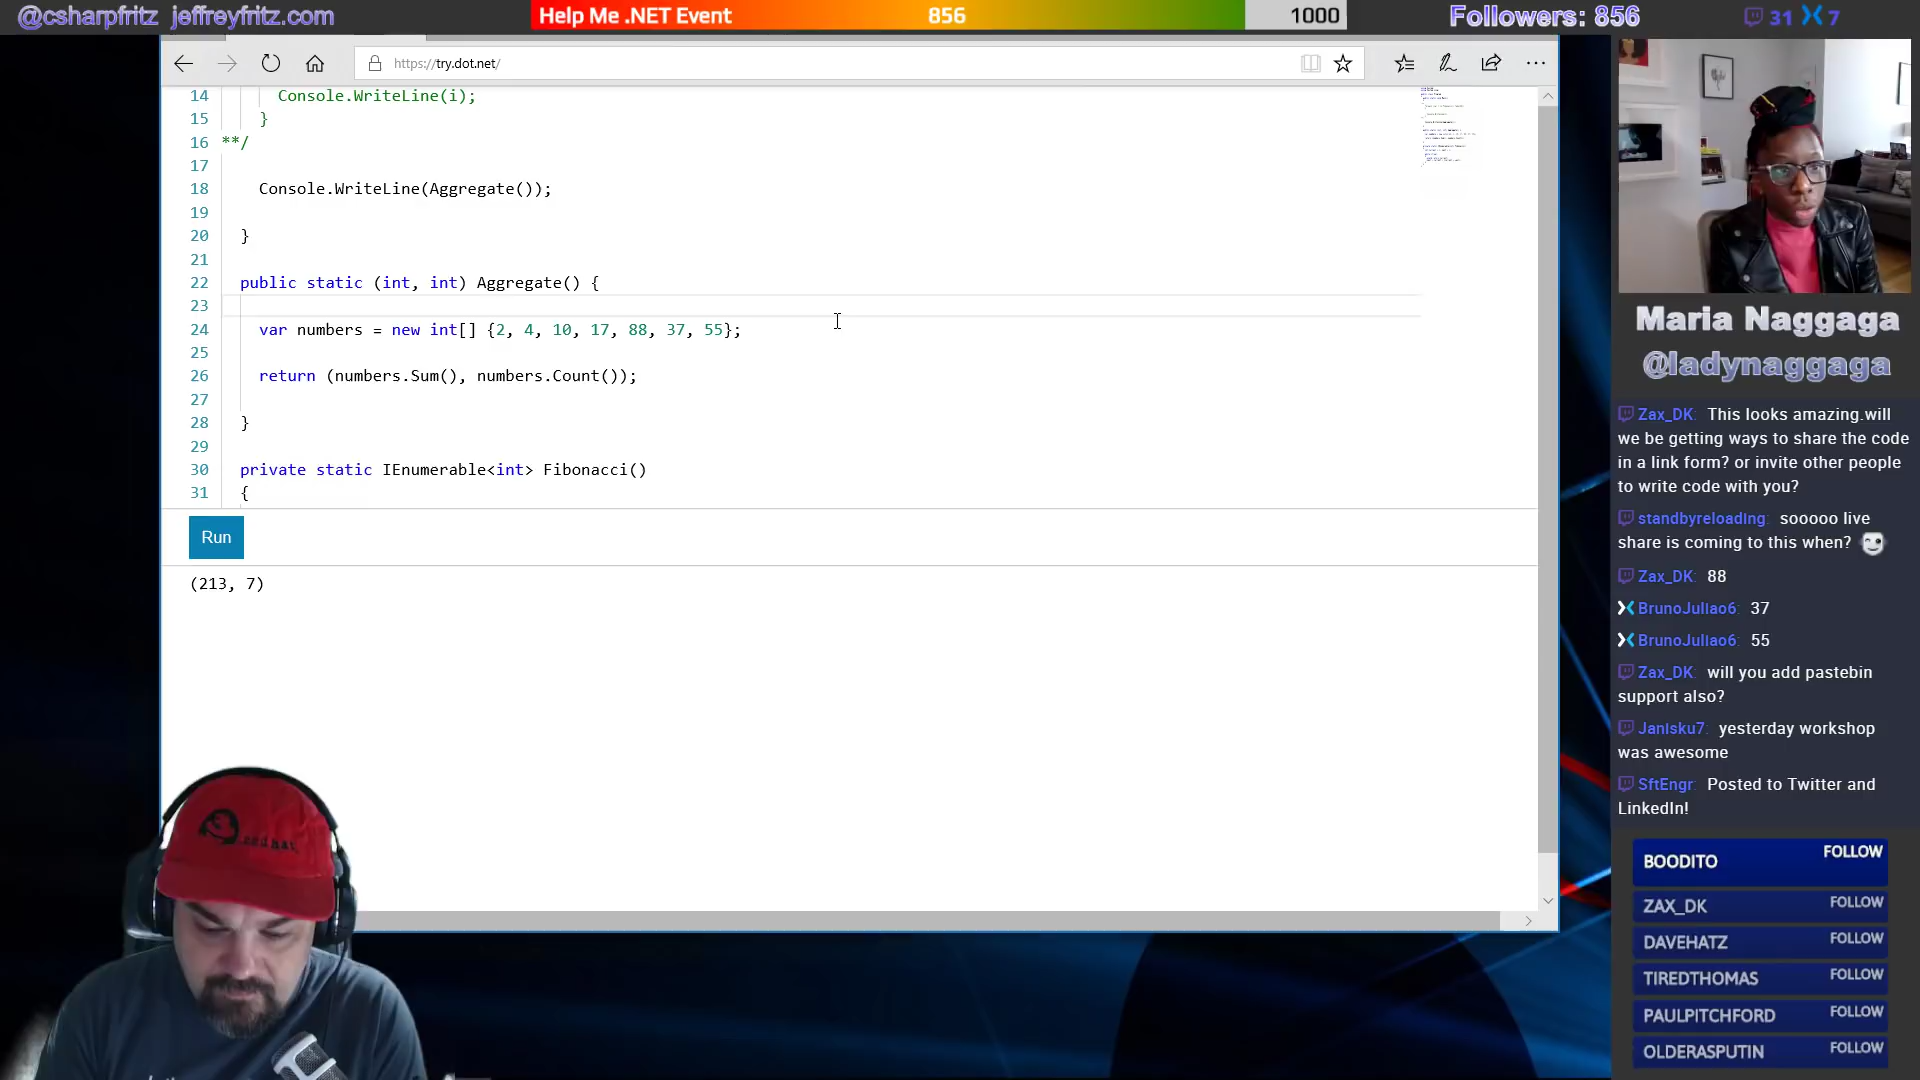 @csharpfritz jeffreyfritz.com
Help Me .NET Event 856 1000
Followers: 856
31 7
https://try.dot.net/
14 Console.WriteLine(i);
15 }
16 **/
17
18 Console.WriteLine(Aggregate());
19
20 }
21
22 public static (int, int) Aggregate() {
23
24 var numbers = new int[] {2, 4, 10, 17, 88, 37, 55};
25
26 return (numbers.Sum(), numbers.Count());
27
28 }
29
30 private static IEnumerable<int> Fibonacci()
31 {
Run
(213, 7)
redhat.
Maria Naggaga
@ladynaggaga
Zax_DK: This looks amazing.will
we be getting ways to share the code
in a link form? or invite other people
to write code with you?
standbyreloading: sooooo live
share is coming to this when?
Zax_DK: 88
BrunoJuliao6: 37
BrunoJuliao6: 55
Zax_DK: will you add pastebin
support also?
Janisku7: yesterday workshop
was awesome
SftEngr: Posted to Twitter and
LinkedIn!
BOODITO FOLLOW
ZAX_DK FOLLOW
DAVEHATZ FOLLOW
TIREDTHOMAS FOLLOW
PAULPITCHFORD FOLLOW
OLDERASPUTIN FOLLOW